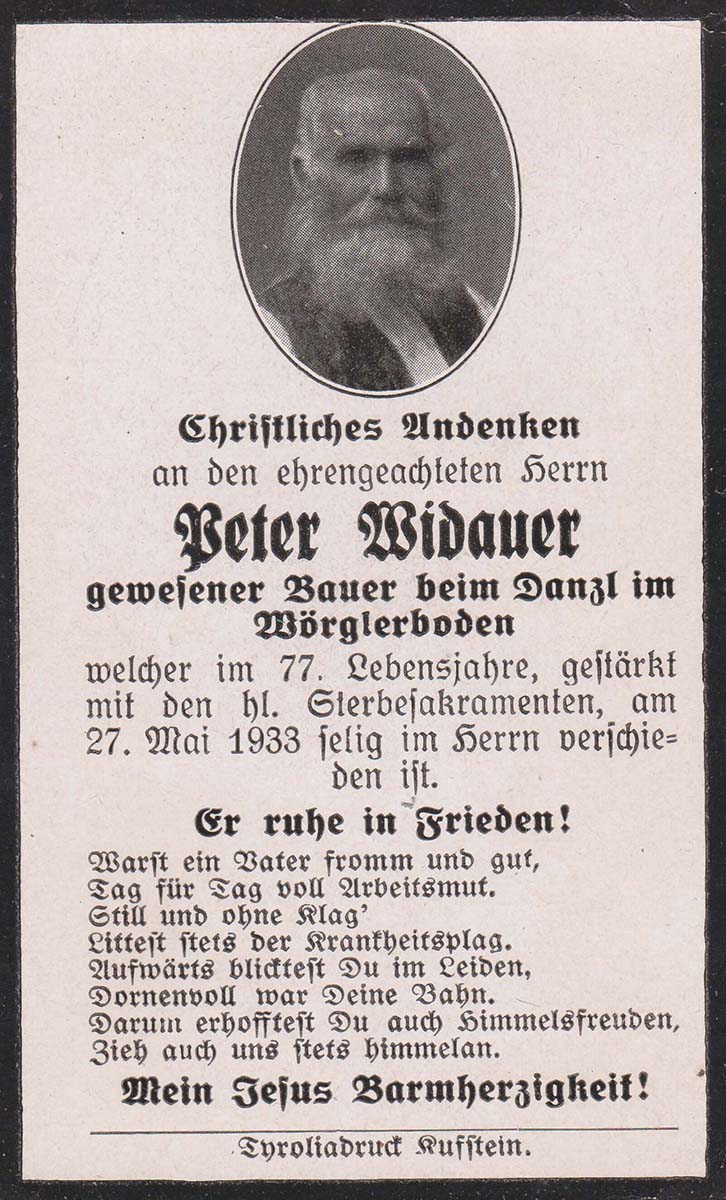 Christliches Andenken
an den ehrengeachteten Herrn
Peter Widauer
gewesener Bauer beim Danzl im
Wörglerboden
welcher im 77. Lebensjahre, gestärkt
mit den hl. Sterbesakramenten, am
27. Mai 1933 selig im Herrn verschie=
den ist.
Er ruhe in Frieden!
Warst ein Vater fromm und gut,
Tag für Tag voll Arbeitsmut.
Still und ohne Klag'
Littest stets der Krankheitsplag.
Aufwärts blicktest Du im Leiden,
Dornenvoll war Deine Bahn.
Darum erhofftest Du auch Himmelsfreuden,
Zieh auch uns stets himmelan.
Mein Jesus Barmherzigkeit!
Tyroliadruck Kufstein.